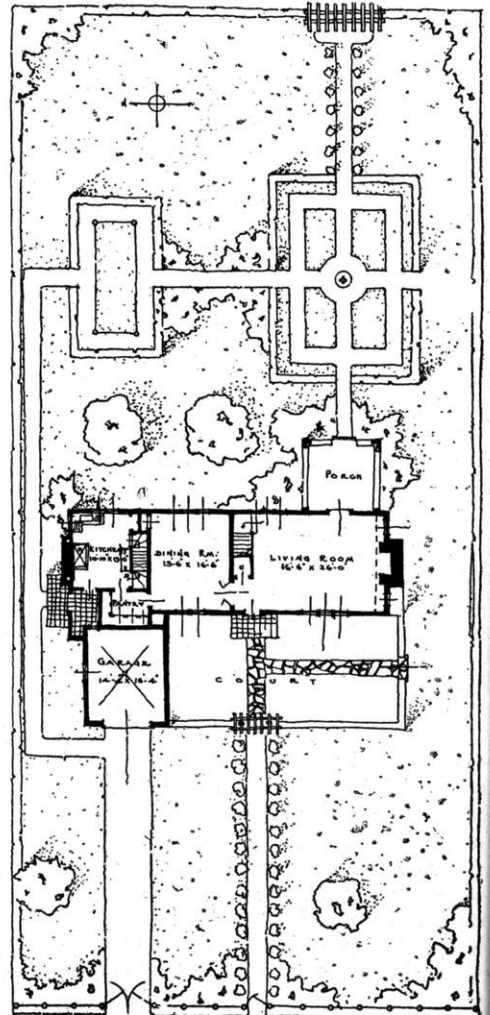 PORCH
KITCHEN
DINING RM.
13-6 X 16-6
LIVING ROOM
16-6" X 26-0"
PANTRY
GARAGE
COURT